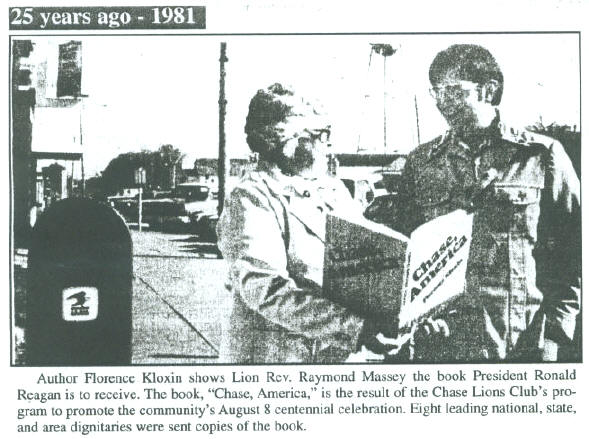 25 years ago - 1981
Chase,
America
Chase,
America
Author Florence Kloxin shows Lion Rev. Raymond Massey the book President Ronald
Reagan is to receive. The book, “Chase, America,” is the result of the Chase Lions Club's pro-
gram to promote the community's August 8 centennial celebration. Eight leading national, state,
and area dignitaries were sent copies of the book.